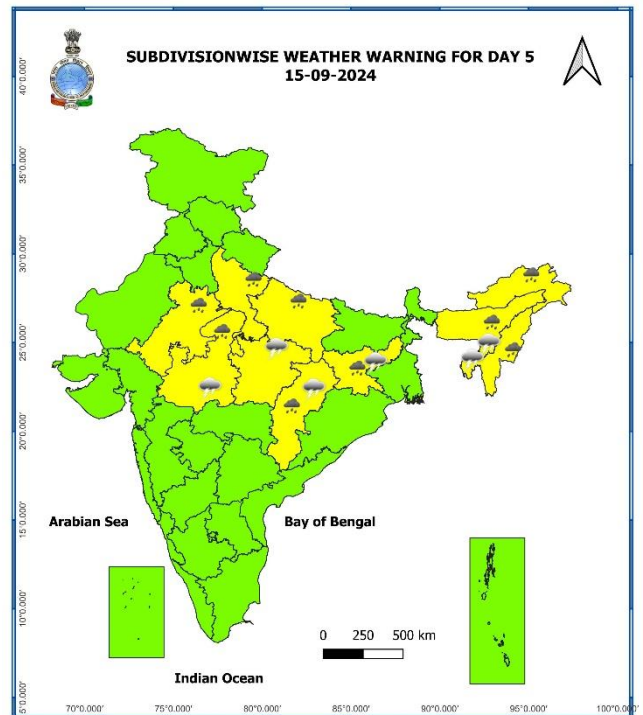 SUBDIVISIONWISE WEATHER WARNING FOR DAY 5
15-09-2024
40°0.000'
35°0.000'
30°0.000'
25°0.000'
20°0.000'
15°0.000'
10°0.000'
5°0.000'
Arabian Sea
Bay of Bengal
0 250 500 km
Indian Ocean
70°0.000' 75°0.000' 80°0.000' 85°0.000' 90°0.000' 95°0.000' 100°0.000'